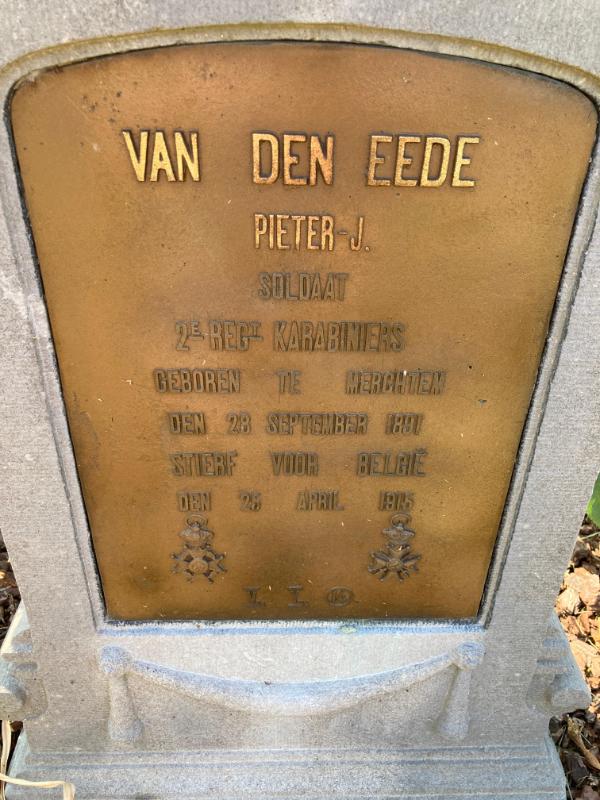 VAN DEN EEDE
PIETER-J.
SOLDAAT
2E REGT KARABINIERS
GEBOREN TE MERCHTEM
DEN 28 SEPTEMBER 1891
STIERF VOOR BELGIË
DEN 25 APRIL 1915